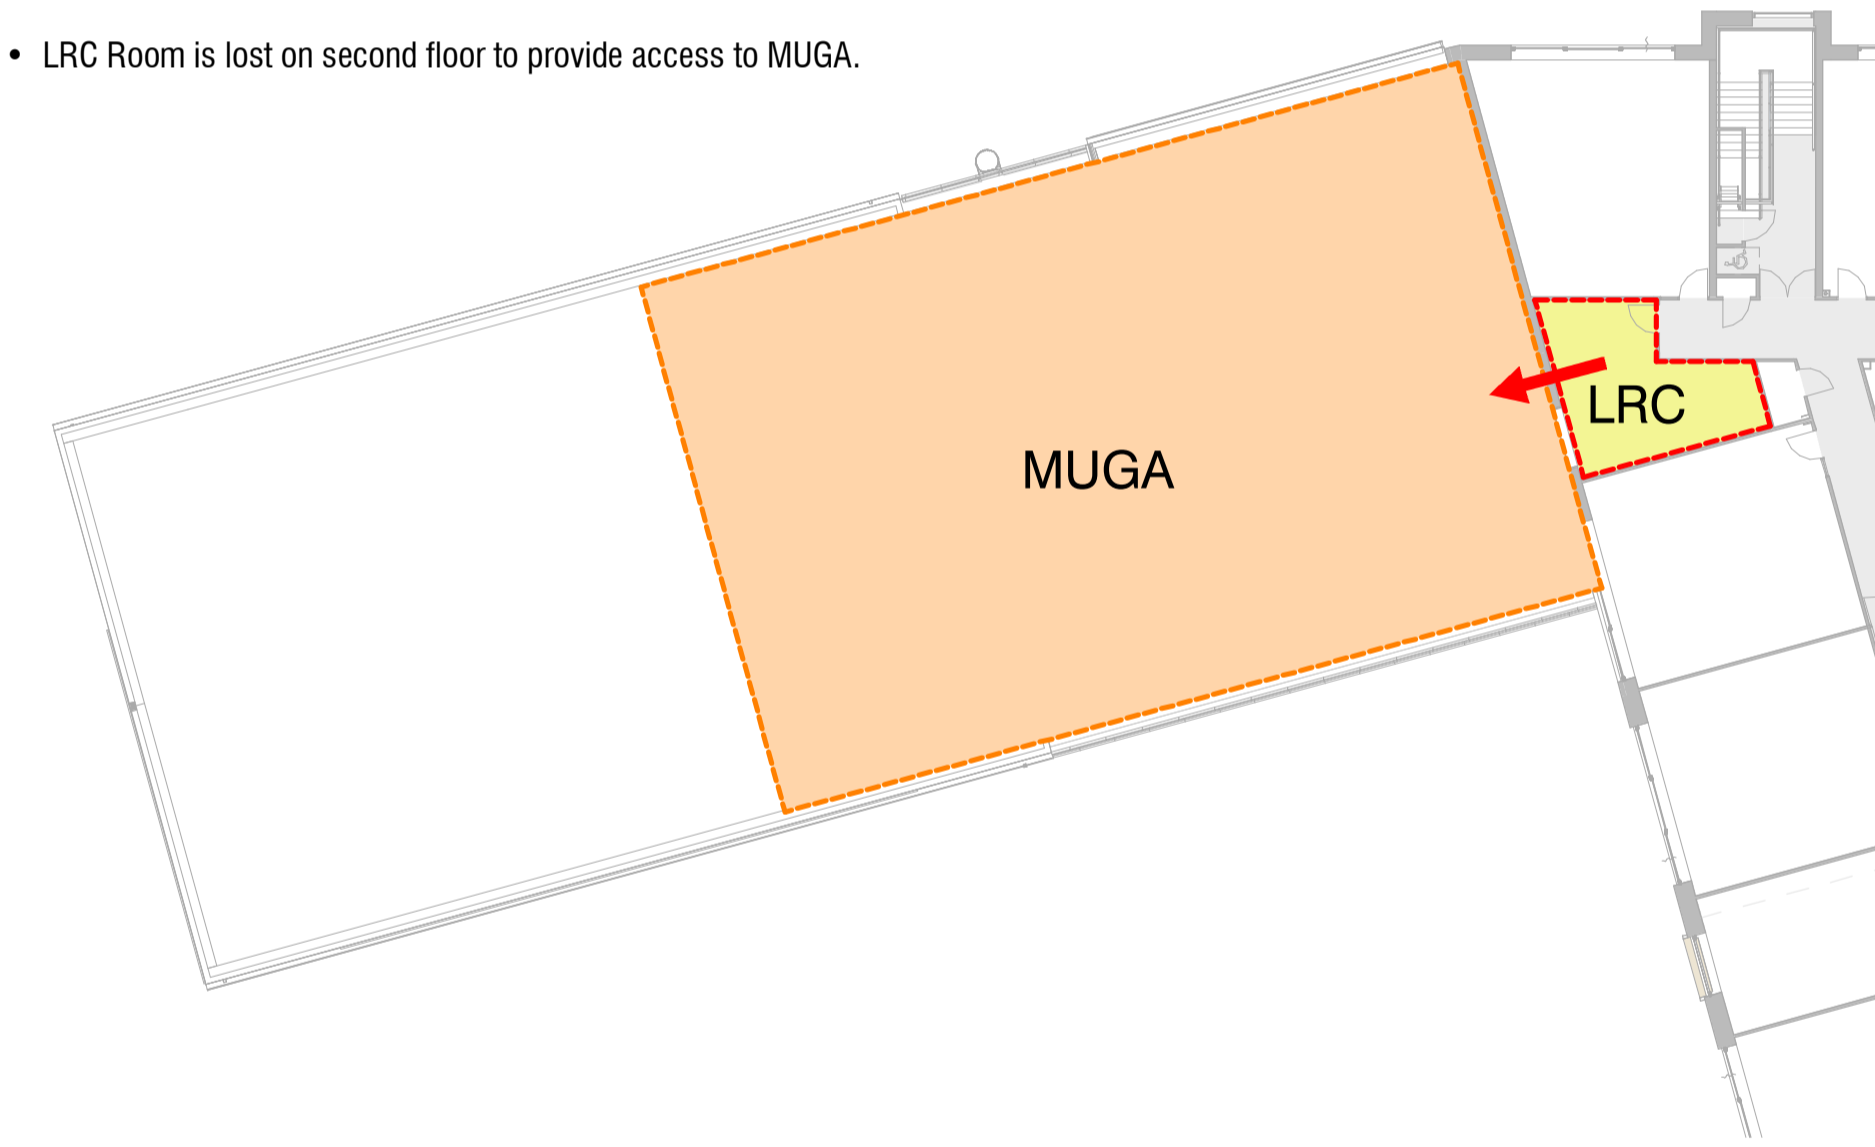 • LRC Room is lost on second floor to provide access to MUGA.
LRC
MUGA